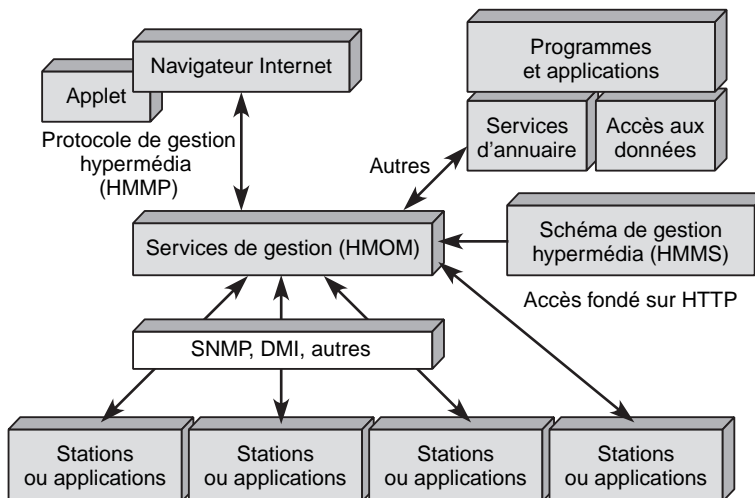 Navigateur Internet
Applet
Protocole de gestion
hypermédia
(HMMP)
Programmes
et applications
Services
d'annuaire
Accès aux
données
Autres
Services de gestion (HMOM)
Schéma de gestion
hypermédia (HMMS)
Accès fondé sur HTTP
SNMP, DMI, autres
Stations
ou applications
Stations
ou applications
Stations
ou applications
Stations
ou applications